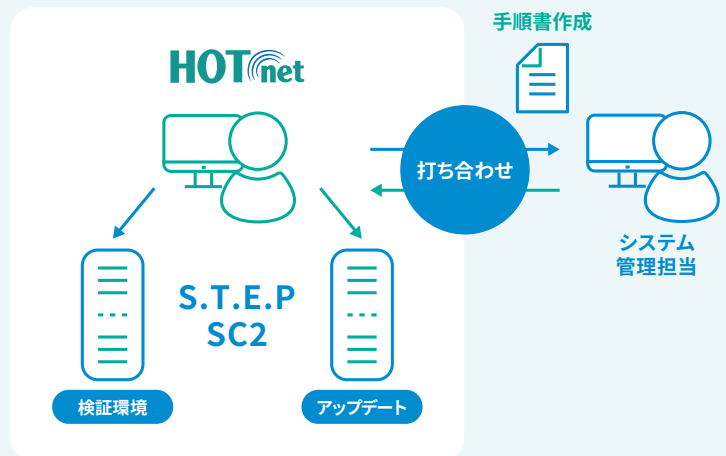 手順書作成
HOTnet
打ち合わせ
システム
管理担当
S.T.E.P
SC2
検証環境
アップデート